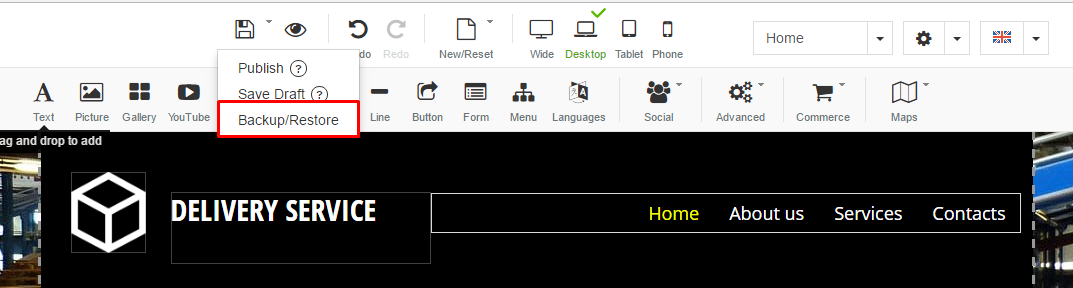 do Redo New/Reset Wide Desktop Tablet Phone Home
Publish ?
Save Draft ?
Backup/Restore
Text Picture Gallery YouTube Line Button Form Menu Languages Social Advanced Commerce Maps
ag and drop to add
DELIVERY SERVICE
Home About us Services Contacts